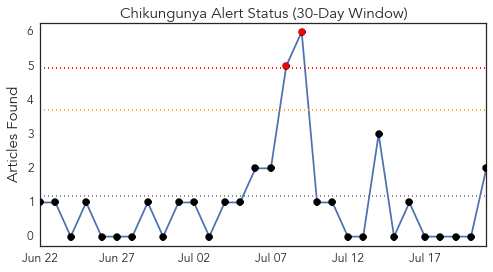 Chikungunya Alert Status (30-Day Window)
Articles Found
6
5
4
3
2
1
0
Jun 22 Jun 27 Jul 02 Jul 07 Jul 12 Jul 17